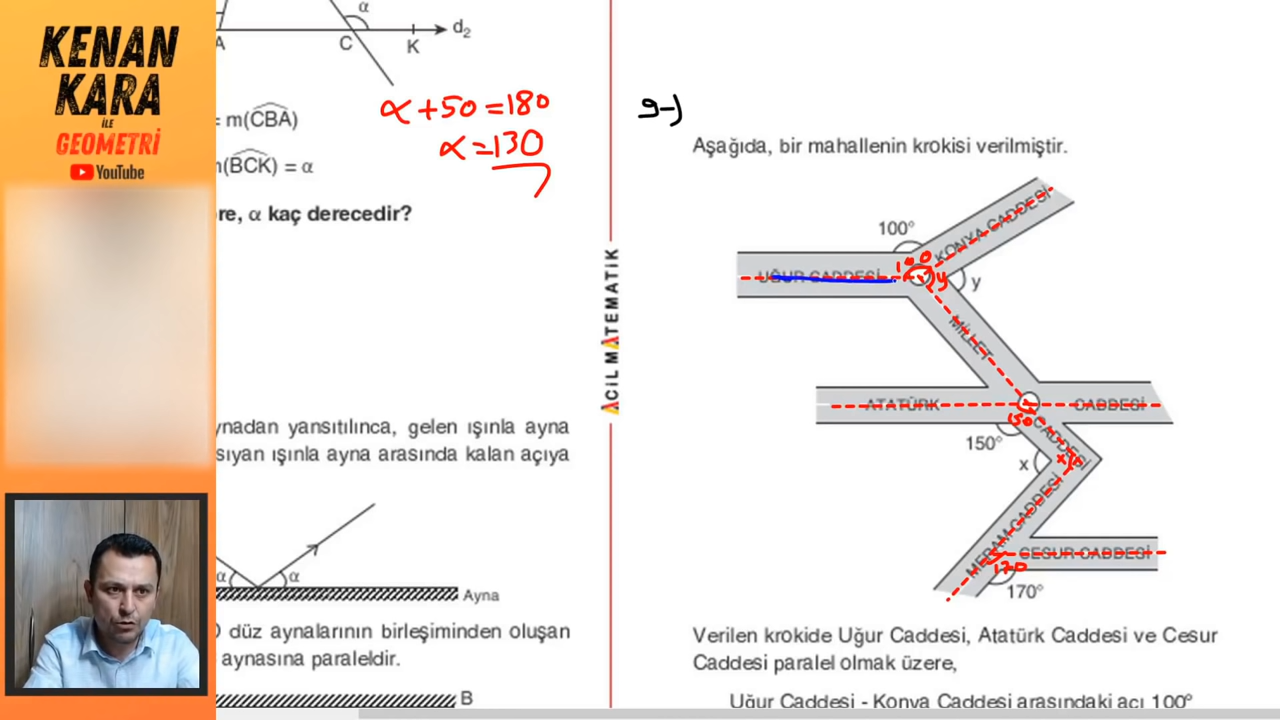 KENAN
KARA
İLE
GEOMETRİ
YouTube
A
C
K
d2
α
= m(CBA)
m(BCK) = α
re, α kaç derecedir?
α + 50 = 180
α = 130
ynadan yansıtılınca, gelen ışınla ayna
sıyan ışınla ayna arasında kalan açıya
α
α
Ayna
düz aynalarının birleşiminden oluşan
aynasına paraleldir.
B
ACİL MATEMATİK
9-)
Aşağıda, bir mahallenin krokisi verilmiştir.
100°
KONYA CADDESİ
UĞUR CADDESİ
100
y
y
MİLLET
ATATÜRK
CADDESİ
150
150°
CADDESİ
x
x
MERAM CADDESİ
CESUR CADDESİ
170
170°
Verilen krokide Uğur Caddesi, Atatürk Caddesi ve Cesur
Caddesi paralel olmak üzere,
Uğur Caddesi - Konya Caddesi arasındaki açı 100°